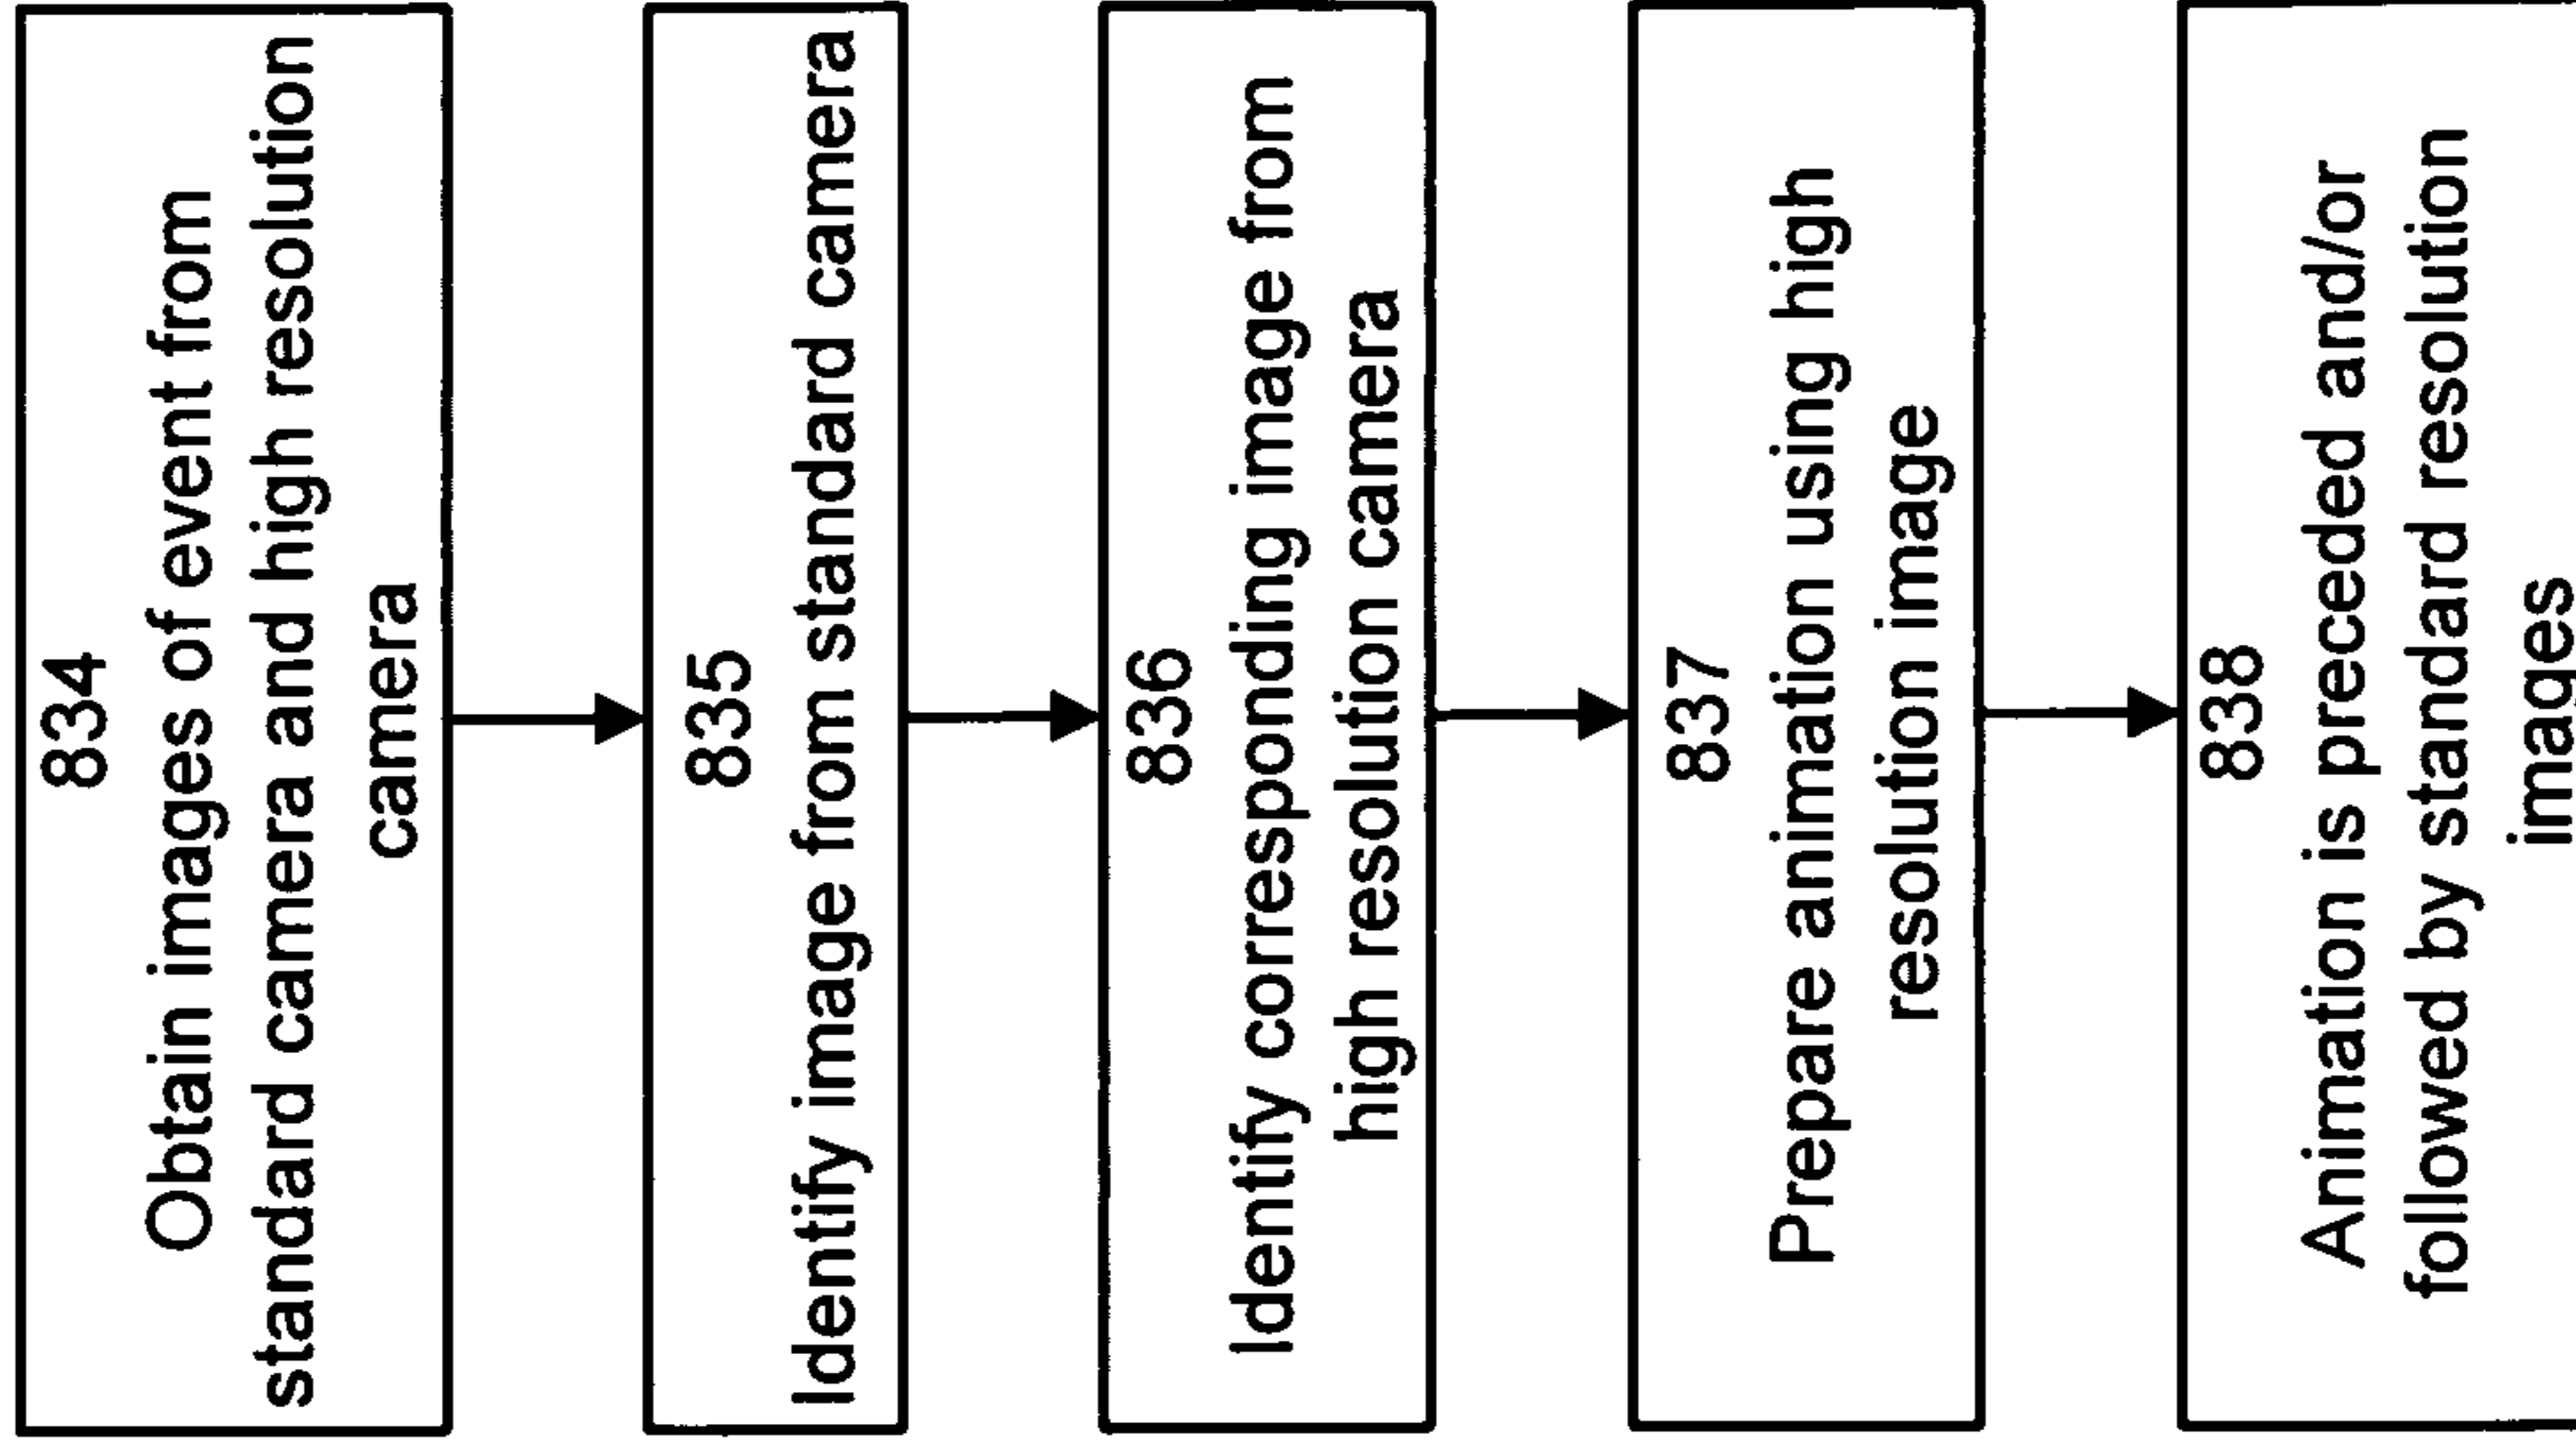 834
Obtain images of event from
standard camera and high resolution
camera
835
Identify image from standard camera
836
Identify corresponding image from
high resolution camera
837
Prepare animation using high
resolution image
838
Animation is preceded and/or
followed by standard resolution
images